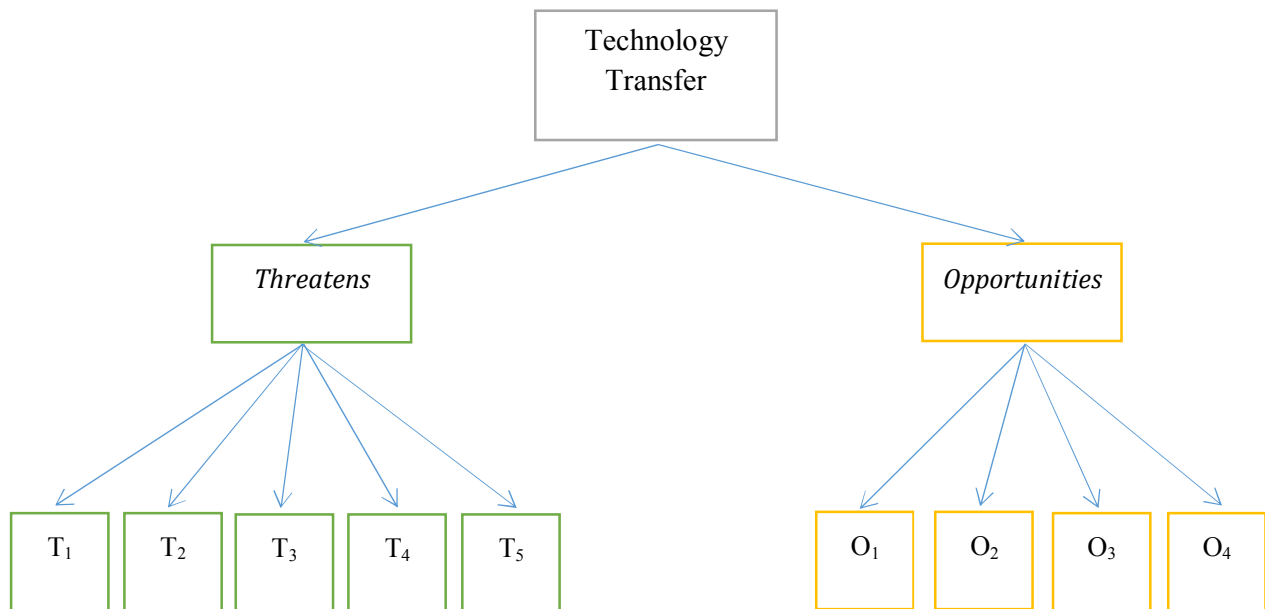 Technology
Transfer
Threatens
Opportunities
T₁
T₂
T₃
T₄
T₅
O₁
O₂
O₃
O₄